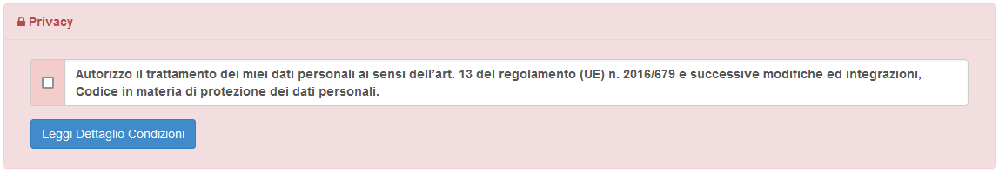 Privacy
Autorizzo il trattamento dei miei dati personali ai sensi dell’art. 13 del regolamento (UE) n. 2016/679 e successive modifiche ed integrazioni,
Codice in materia di protezione dei dati personali.
Leggi Dettaglio Condizioni